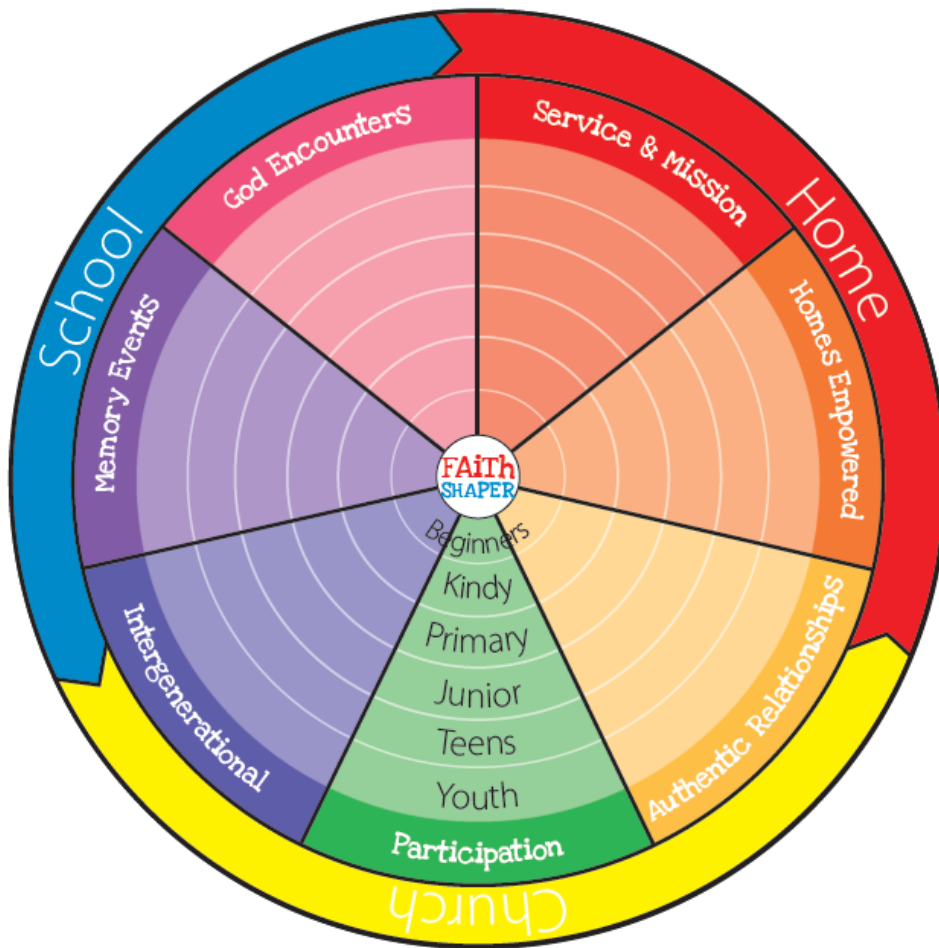 School
Home
Church
God Encounters
Service & Mission
Homes Empowered
Authentic Relationships
Participation
Intergenerational
Memory Events
FAITH
SHAPER
Beginners
Kindy
Primary
Junior
Teens
Youth